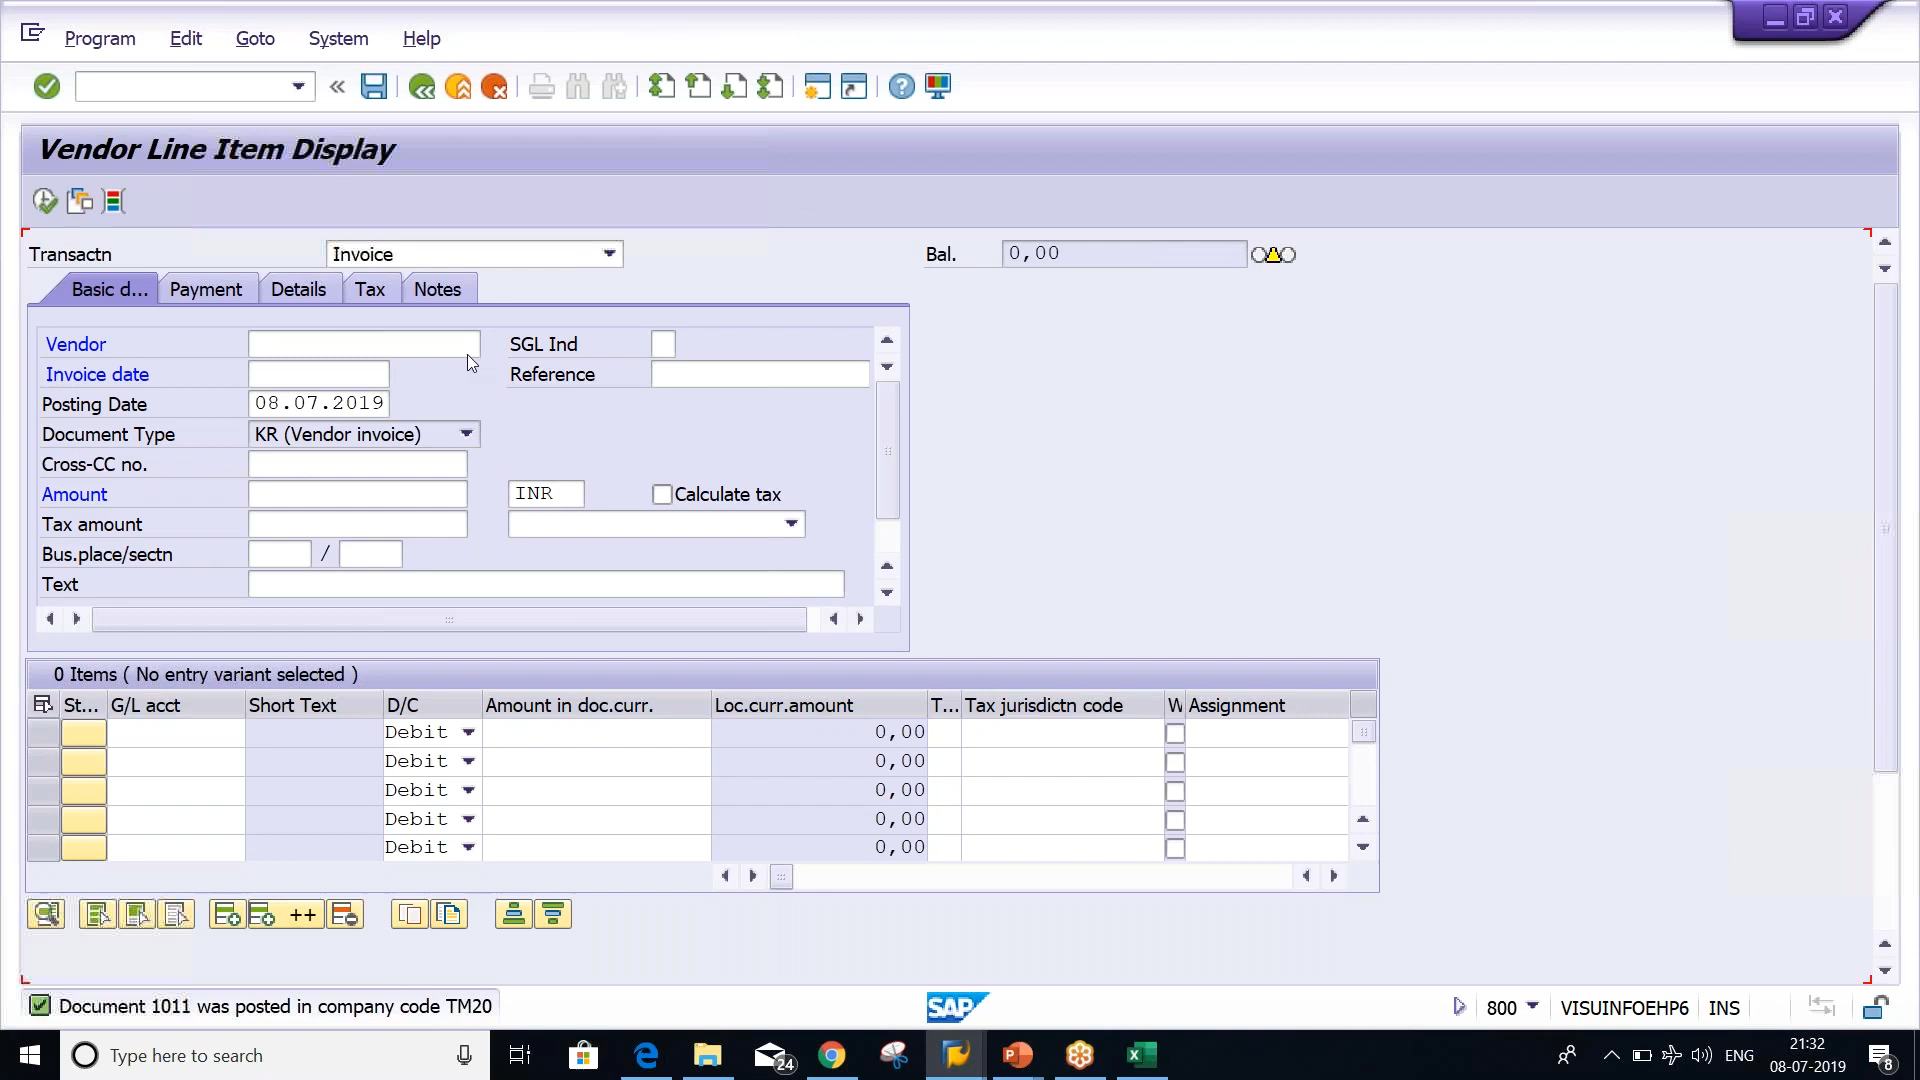 Program Edit Goto System Help
Vendor Line Item Display
Transactn Invoice Bal. 0,00
Basic d... Payment Details Tax Notes
Vendor SGL Ind
Invoice date Reference
Posting Date 08.07.2019
Document Type KR (Vendor invoice)
Cross-CC no.
Amount INR Calculate tax
Tax amount
Bus.place/sectn /
Text
0 Items ( No entry variant selected )
St... G/L acct Short Text D/C Amount in doc.curr. Loc.curr.amount T... Tax jurisdictn code W Assignment
Debit 0,00
Debit 0,00
Debit 0,00
Debit 0,00
Debit 0,00
++
Document 1011 was posted in company code TM20 SAP 800 VISUINFOEHP6 INS
Type here to search 24 ENG 21:32
08-07-2019 8